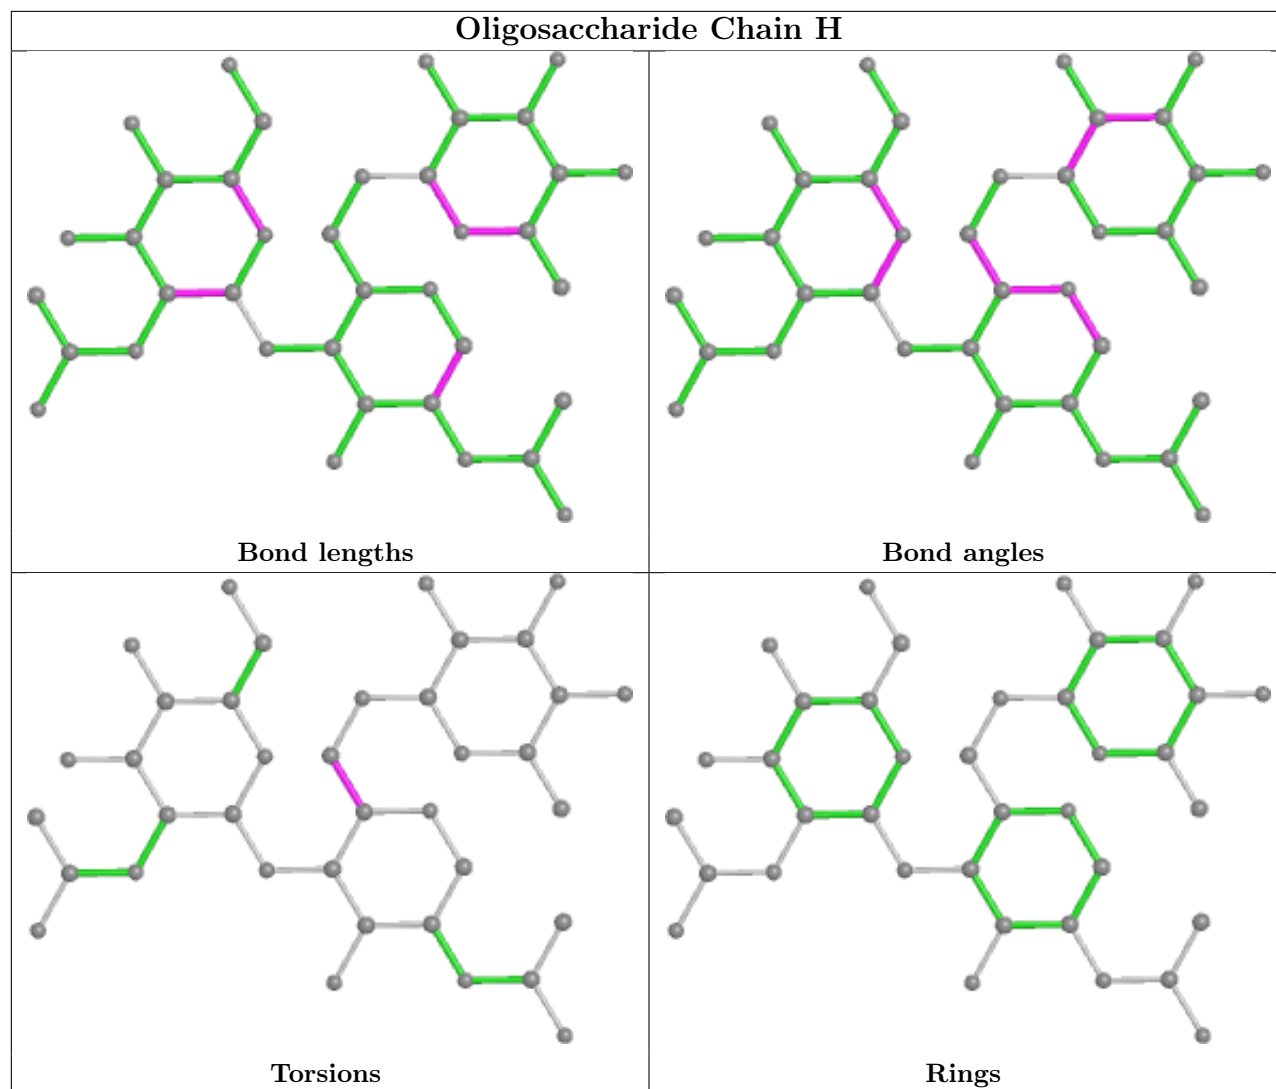 Oligosaccharide Chain H
Bond lengths
Bond angles
Torsions
Rings